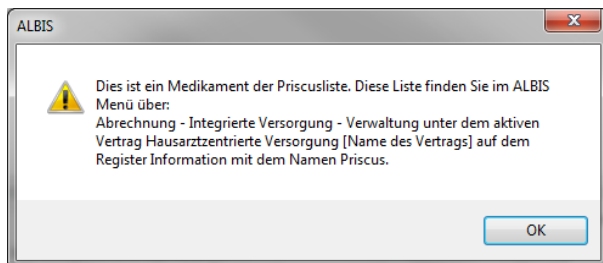 ALBIS
Dies ist ein Medikament der Priscusliste. Diese Liste finden Sie im ALBIS
Menü über:
Abrechnung - Integrierte Versorgung - Verwaltung unter dem aktiven
Vertrag Hausarztzentrierte Versorgung [Name des Vertrags] auf dem
Register Information mit dem Namen Priscus.
OK